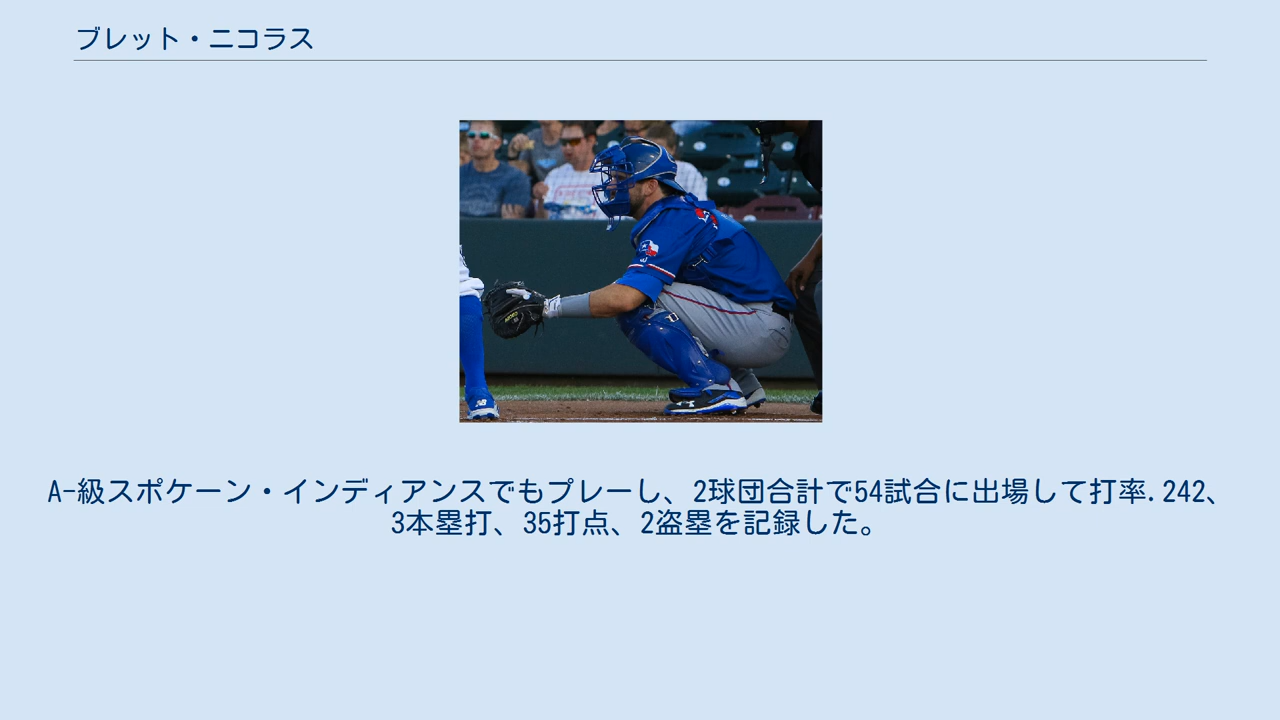 ブレット・ニコラス
A-級スポケーン・インディアンスでもプレーし、2球団合計で54試合に出場して打率.242、
3本塁打、35打点、2盗塁を記録した。